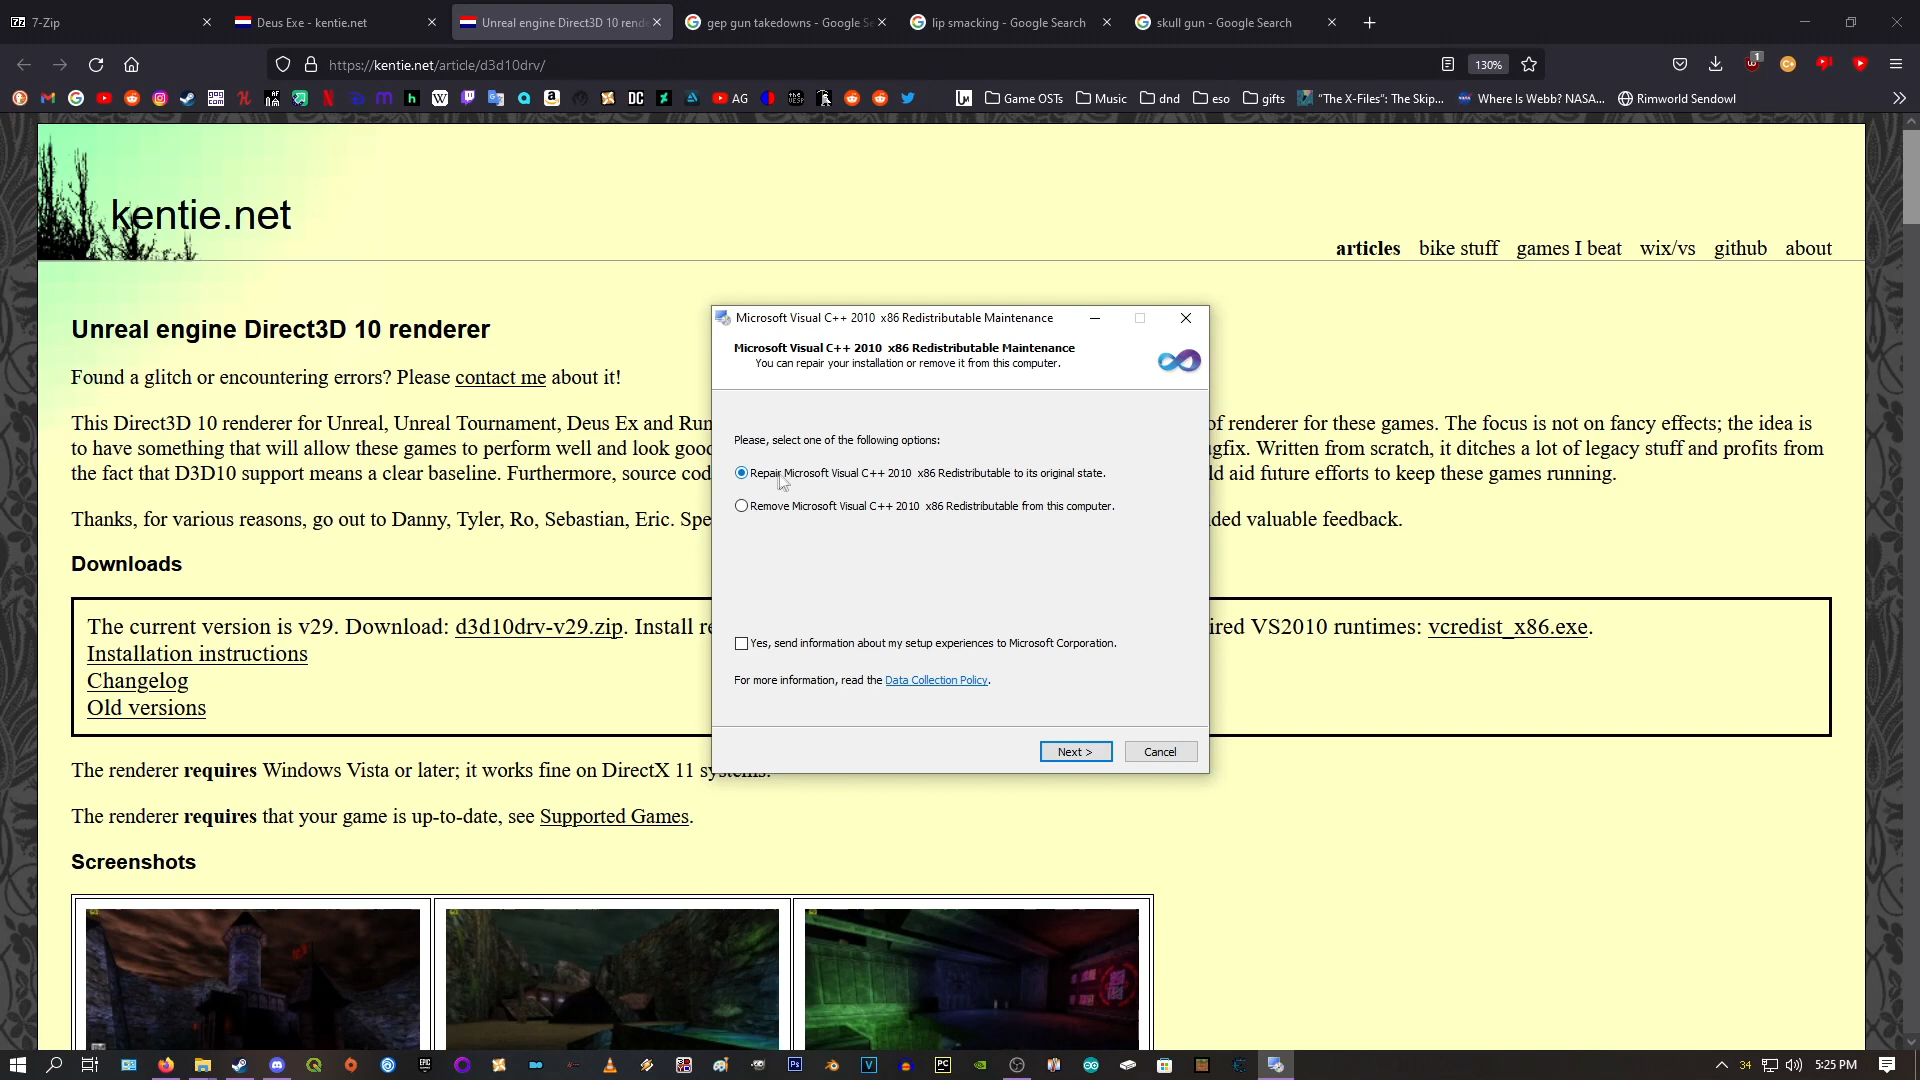 7-Zip
Deus Exe - kentie.net
Unreal engine Direct3D 10 rende
gep gun takedowns - Google Se
lip smacking - Google Search
skull gun - Google Search
https://kentie.net/article/d3d10drv/
130%
1
AG
Game OSTs
Music
dnd
eso
gifts
"The X-Files": The Skip...
Where Is Webb? NASA...
Rimworld Sendowl
kentie.net
articles bike stuff games I beat wix/vs github about
Unreal engine Direct3D 10 renderer
Found a glitch or encountering errors? Please contact me about it!
This Direct3D 10 renderer for Unreal, Unreal Tournament, Deus Ex and Run
of renderer for these games. The focus is not on fancy effects; the idea is
to have something that will allow these games to perform well and look good
gfix. Written from scratch, it ditches a lot of legacy stuff and profits from
the fact that D3D10 support means a clear baseline. Furthermore, source cod
ld aid future efforts to keep these games running.
Thanks, for various reasons, go out to Danny, Tyler, Ro, Sebastian, Eric. Spe
ded valuable feedback.
Downloads
The current version is v29. Download: d3d10drv-v29.zip. Install re
ired VS2010 runtimes: vcredist_x86.exe.
Installation instructions
Changelog
Old versions
The renderer requires Windows Vista or later; it works fine on DirectX 11 systems.
The renderer requires that your game is up-to-date, see Supported Games.
Screenshots
Microsoft Visual C++ 2010 x86 Redistributable Maintenance
Microsoft Visual C++ 2010 x86 Redistributable Maintenance
You can repair your installation or remove it from this computer.
Please, select one of the following options:
Repair Microsoft Visual C++ 2010 x86 Redistributable to its original state.
Remove Microsoft Visual C++ 2010 x86 Redistributable from this computer.
Yes, send information about my setup experiences to Microsoft Corporation.
For more information, read the Data Collection Policy.
Next >
Cancel
34
5:25 PM